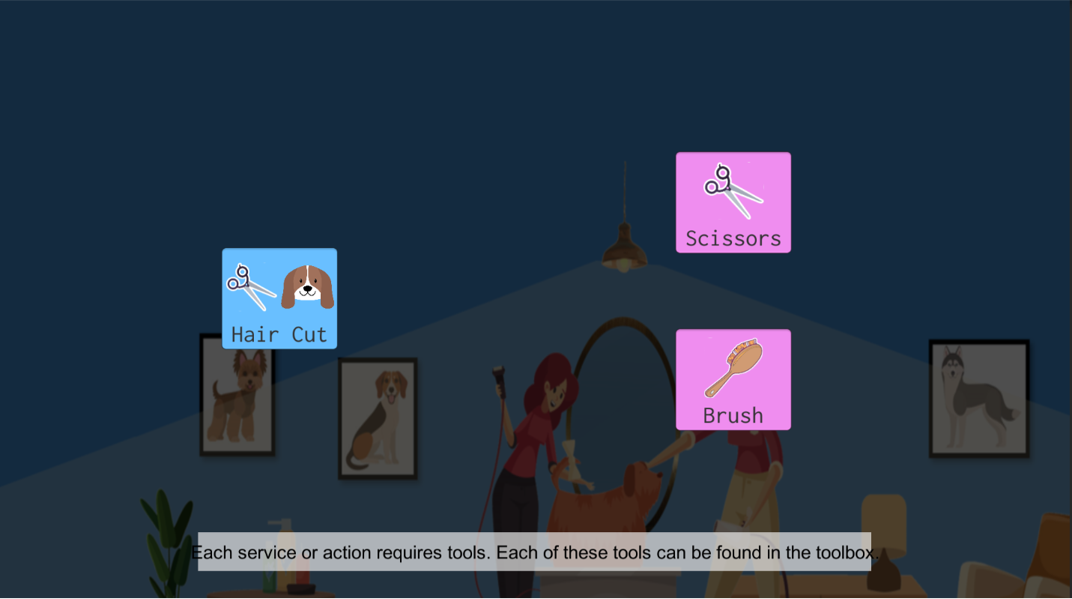 Scissors
Hair Cut
Brush
Each service or action requires tools. Each of these tools can be found in the toolbox.